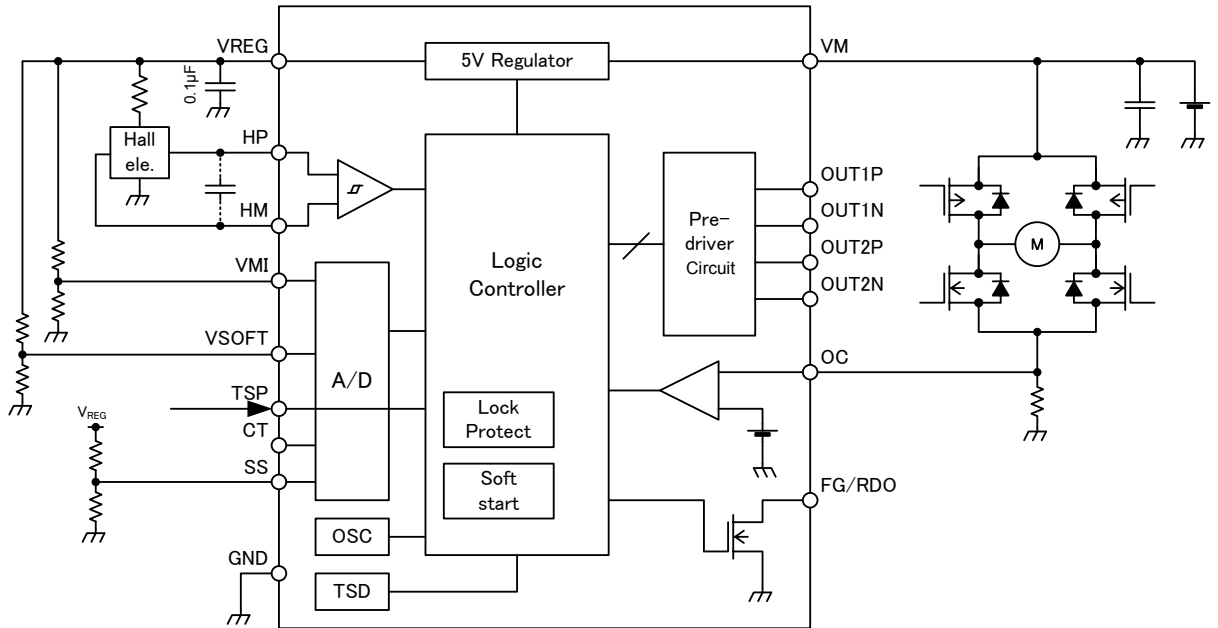 VREG
5V Regulator
VM
0.1µF
Hall
ele.
HP
HM
OUT1P
OUT1N
OUT2P
OUT2N
Pre-
driver
Circuit
Logic
Controller
M
VMI
VSOFT
A/D
OC
TSP
CT
SS
VREG
Lock
Protect
Soft
start
FG/RDO
OSC
GND
TSD